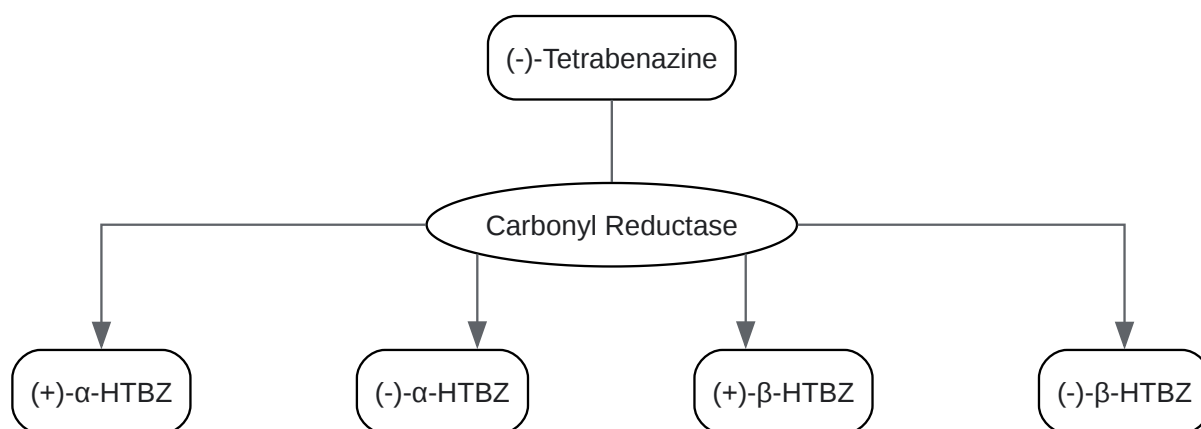 (-)-Tetrabenazine
Carbonyl Reductase
(+)-α-HTBZ
(-)-α-HTBZ
(+)-β-HTBZ
(-)-β-HTBZ